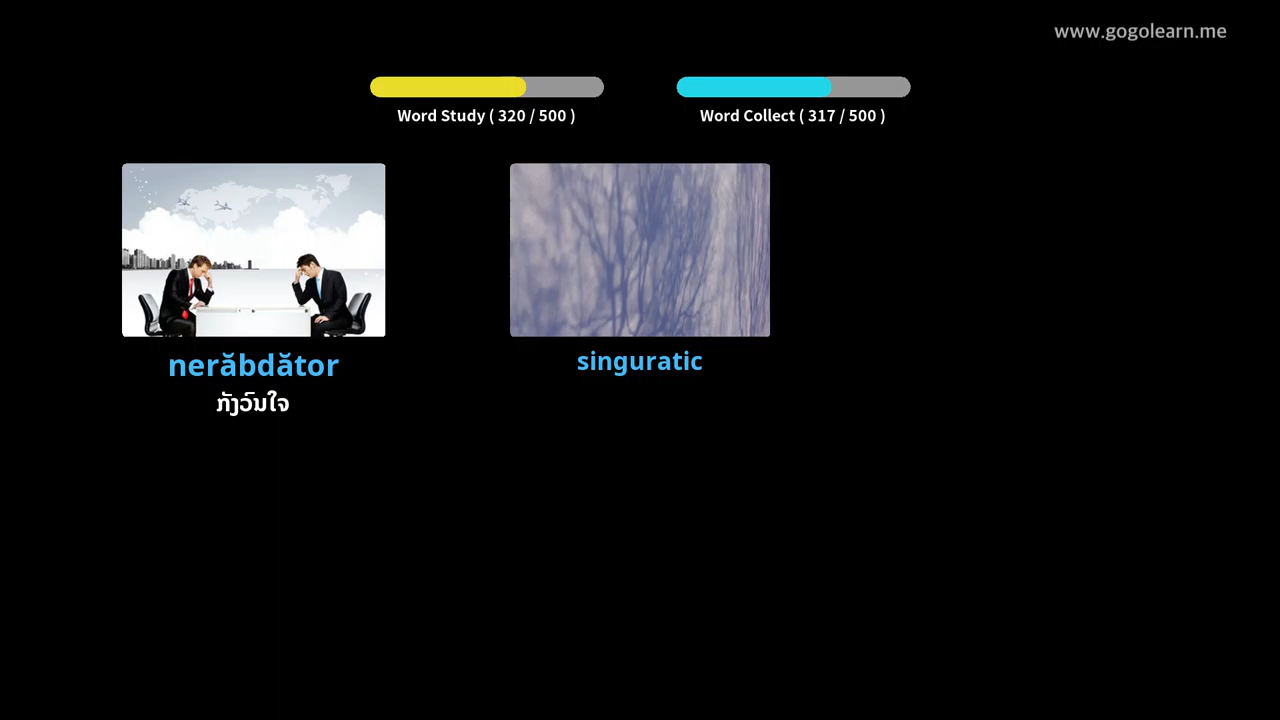 www.gogolearn.me
Word Study ( 320 / 500 )
Word Collect ( 317 / 500 )
nerăbdător
ກັງວົນໃຈ
singuratic